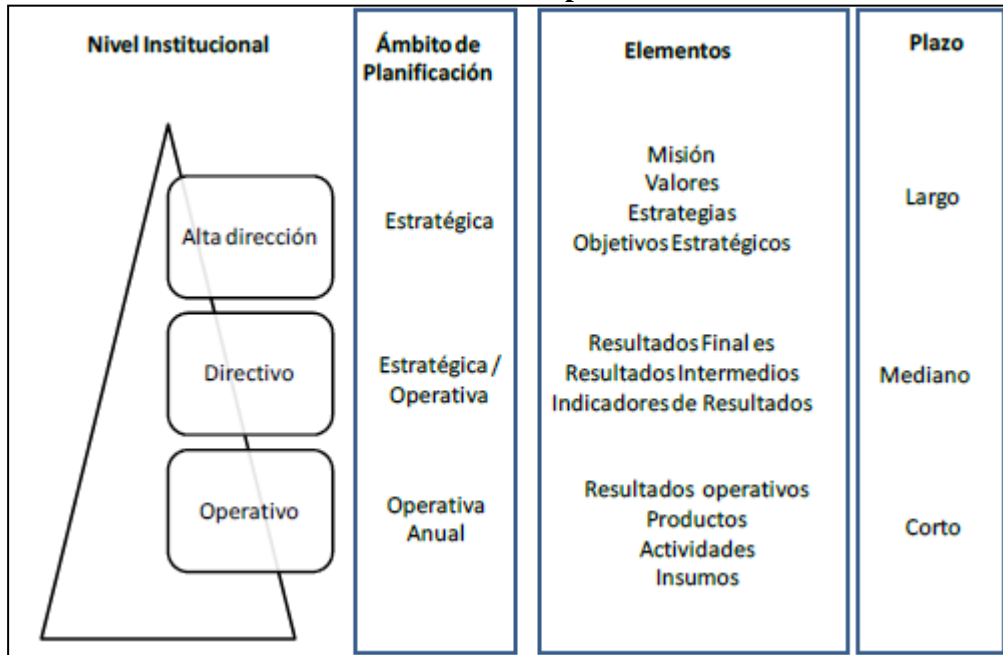 Nivel Institucional
Ámbito de
Planificación
Elementos
Plazo
Alta dirección
Estratégica
Misión
Valores
Estrategias
Objetivos Estratégicos
Largo
Directivo
Estratégica /
Operativa
Resultados Final es
Resultados Intermedios
Indicadores de Resultados
Mediano
Operativo
Operativa
Anual
Resultados operativos
Productos
Actividades
Insumos
Corto